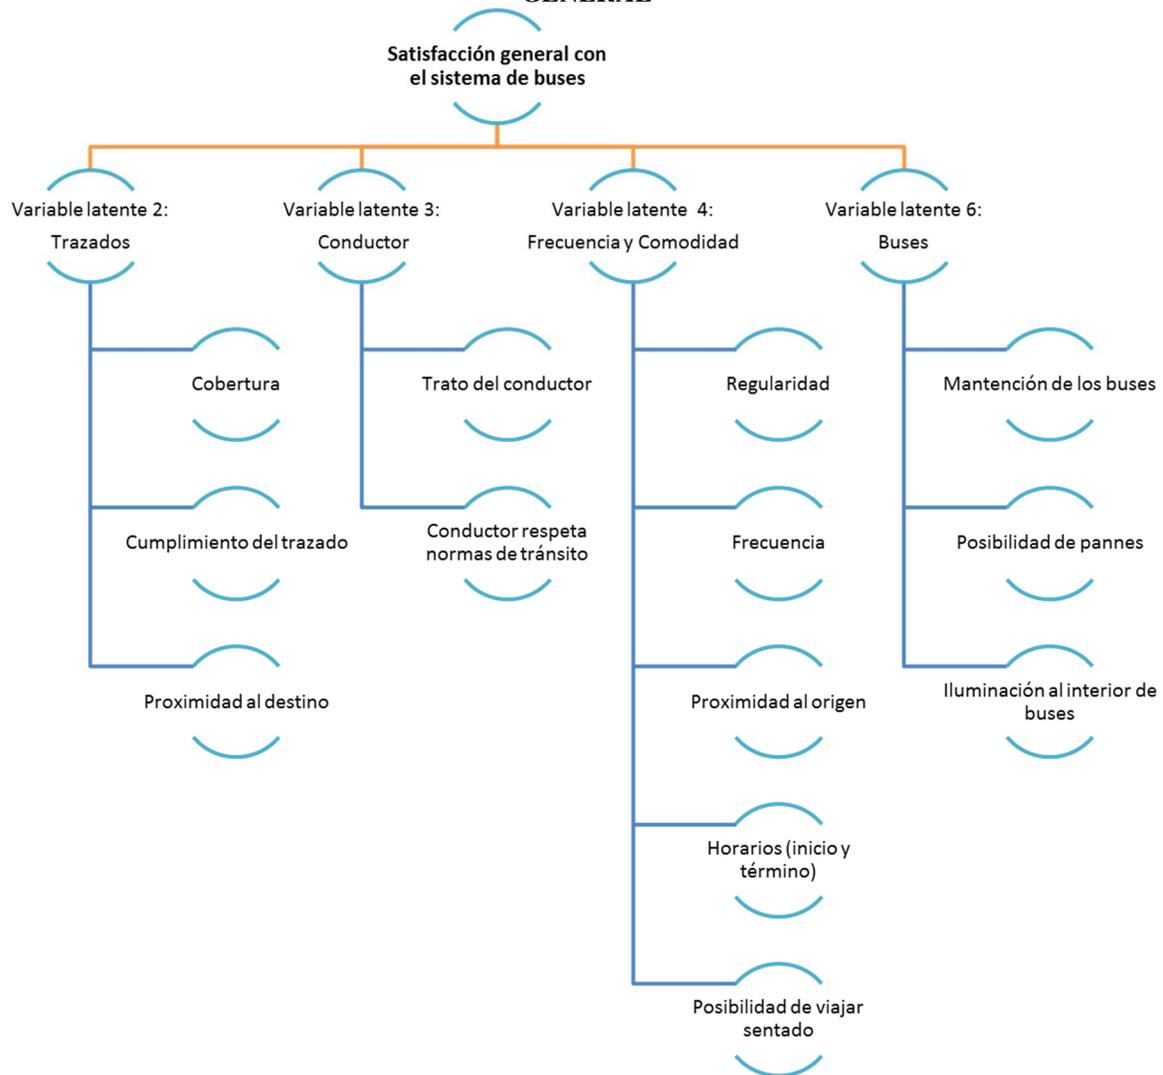 GENERAL
Satisfacción general con
el sistema de buses
Variable latente 2:
Trazados
Variable latente 3:
Conductor
Variable latente 4:
Frecuencia y Comodidad
Variable latente 6:
Buses
Cobertura
Trato del conductor
Regularidad
Mantención de los buses
Cumplimiento del trazado
Conductor respeta
normas de tránsito
Frecuencia
Posibilidad de pannes
Proximidad al destino
Proximidad al origen
Iluminación al interior de
buses
Horarios (inicio y
término)
Posibilidad de viajar
sentado